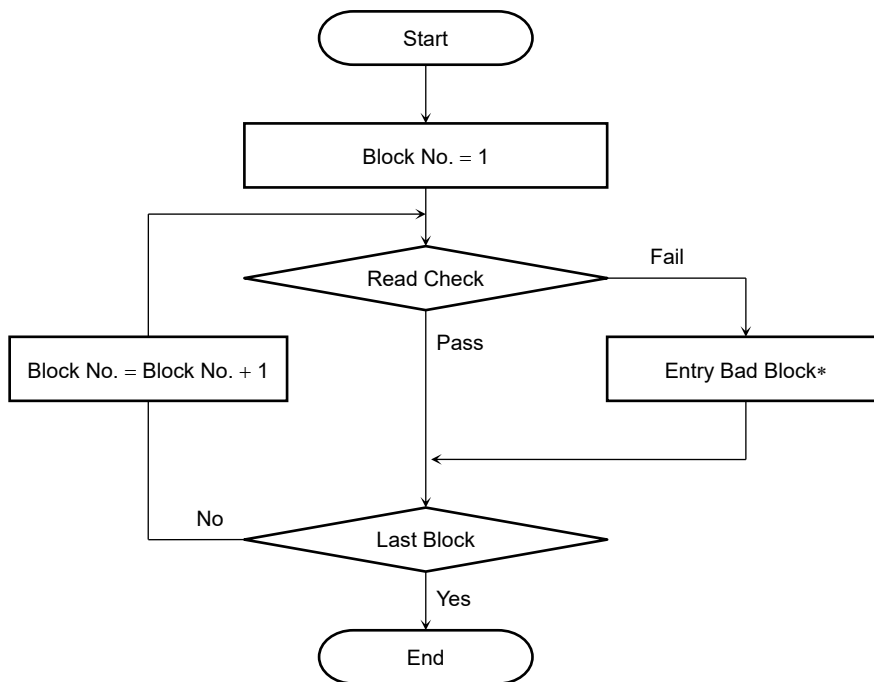 Start
Block No. = 1
Read Check
Fail
Pass
Block No. = Block No. + 1
Entry Bad Block*
No
Last Block
Yes
End